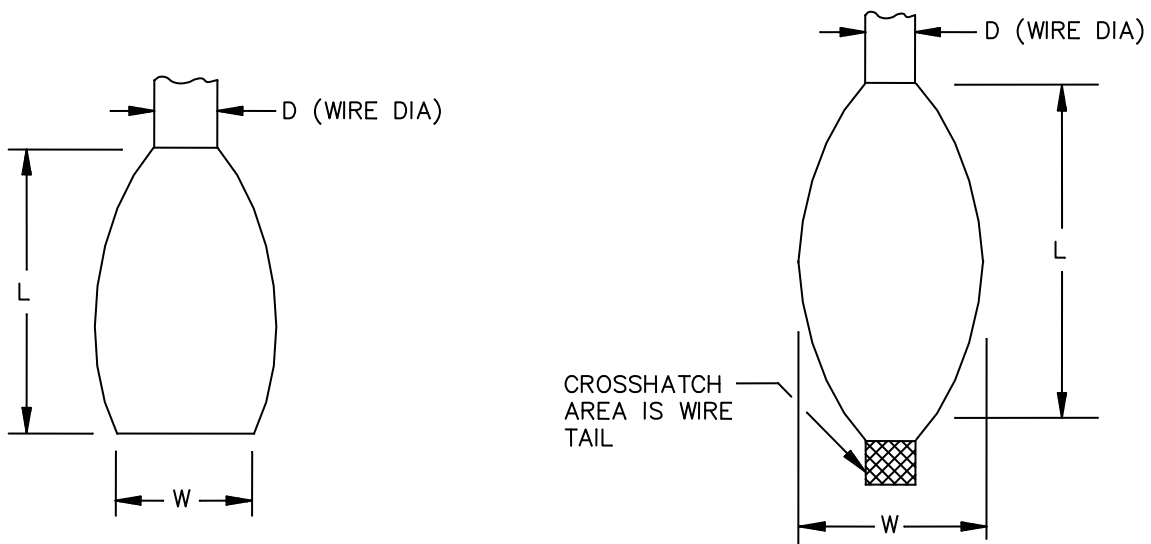 D (WIRE DIA)
L
W
D (WIRE DIA)
L
CROSSHATCH
AREA IS WIRE
TAIL
W